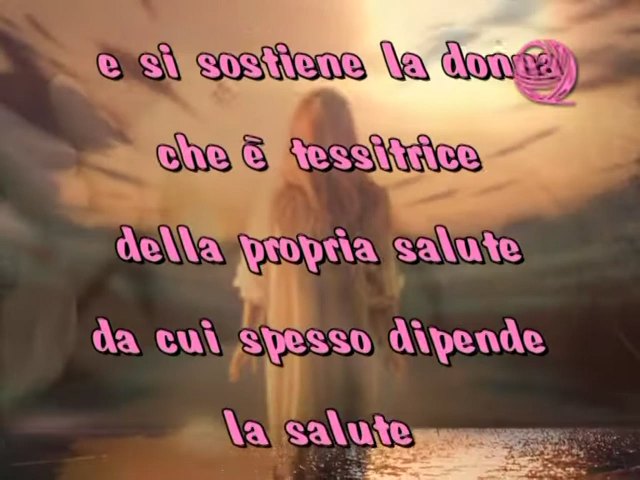 e si sostiene la donna
che è tessitrice
della propria salute
da cui spesso dipende
la salute